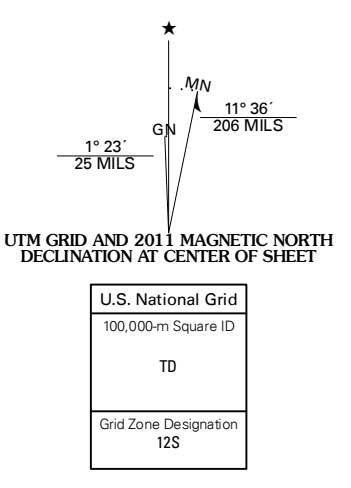 MN
11° 36´
206 MILS
GN
1° 23´
25 MILS
UTM GRID AND 2011 MAGNETIC NORTH
DECLINATION AT CENTER OF SHEET
U.S. National Grid
100,000-m Square ID
TD
Grid Zone Designation
12S